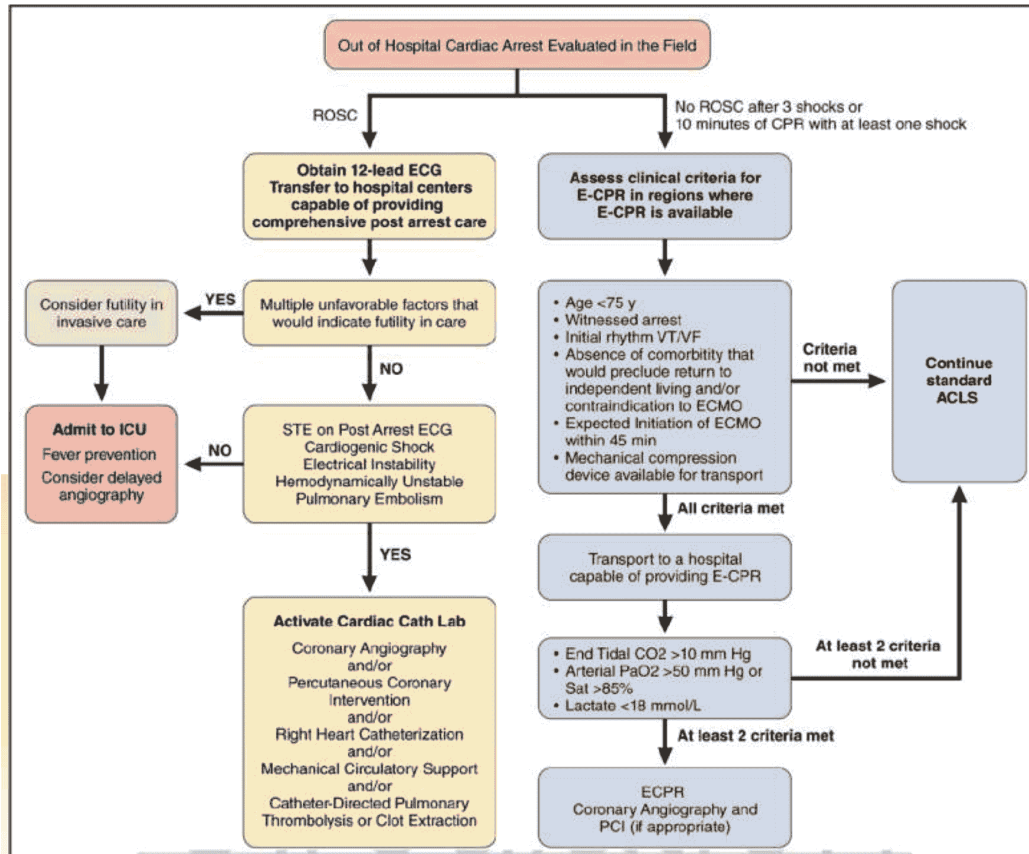 Out of Hospital Cardiac Arrest Evaluated in the Field
ROSC
No ROSC after 3 shocks or
10 minutes of CPR with at least one shock
Obtain 12-lead ECG
Transfer to hospital centers
capable of providing
comprehensive post arrest care
Assess clinical criteria for
E-CPR in regions where
E-CPR is available
Consider futility in
invasive care
YES
Multiple unfavorable factors that
would indicate futility in care
NO
• Age <75 y
• Witnessed arrest
• Initial rhythm VT/VF
• Absence of comorbitity that
would preclude return to
independent living and/or
contraindication to ECMO
• Expected Initiation of ECMO
within 45 min
• Mechanical compression
device available for transport
Criteria
not met
Continue
standard
ACLS
Admit to ICU
Fever prevention
Consider delayed
angiography
NO
STE on Post Arrest ECG
Cardiogenic Shock
Electrical Instability
Hemodynamically Unstable
Pulmonary Embolism
YES
All criteria met
Transport to a hospital
capable of providing E-CPR
Activate Cardiac Cath Lab
Coronary Angiography
and/or
Percutaneous Coronary
Intervention
and/or
Right Heart Catheterization
and/or
Mechanical Circulatory Support
and/or
Catheter-Directed Pulmonary
Thrombolysis or Clot Extraction
• End Tidal CO2 >10 mm Hg
• Arterial PaO2 >50 mm Hg or
Sat >85%
• Lactate <18 mmol/L
At least 2 criteria
not met
At least 2 criteria met
ECPR
Coronary Angiography and
PCI (if appropriate)